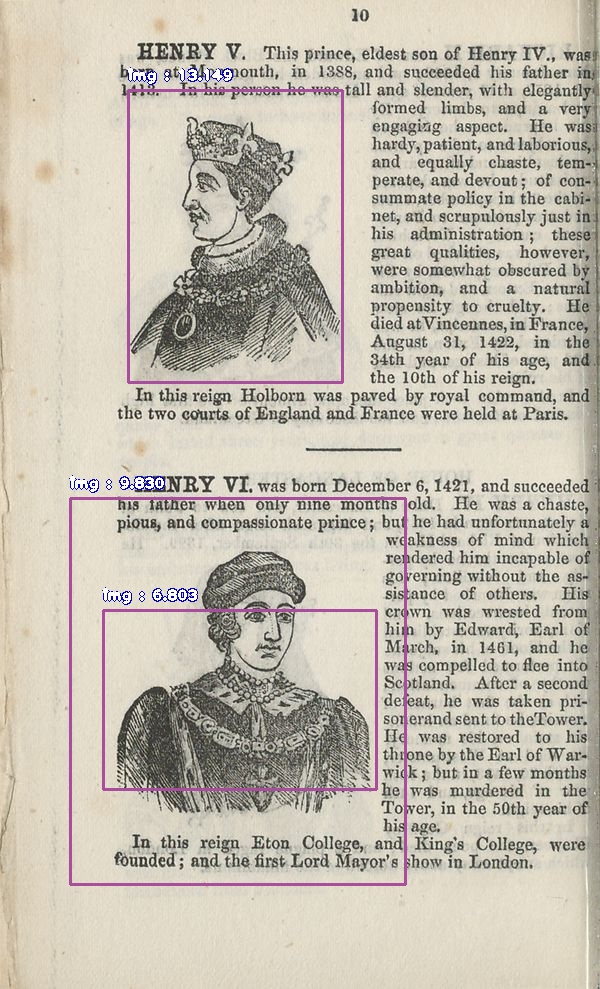 10
HENRY V. This prince, eldest son of Henry IV., was
born at Monmouth, in 1388, and succeeded his father in
1413. In his person he was tall and slender, with elegantly
formed limbs, and a very
engaging aspect. He was
hardy, patient, and laborious,
and equally chaste, tem-
perate, and devout; of con-
summate policy in the cabi-
net, and scrupulously just in
his administration; these
great qualities, however,
were somewhat obscured by
ambition, and a natural
propensity to cruelty. He
died at Vincennes, in France,
August 31, 1422, in the
34th year of his age, and
the 10th of his reign.
In this reign Holborn was paved by royal command, and
the two courts of England and France were held at Paris.
HENRY VI. was born December 6, 1421, and succeeded
his father when only nine months old. He was a chaste,
pious, and compassionate prince; but he had unfortunately a
weakness of mind which
rendered him incapable of
governing without the as-
sistance of others. His
crown was wrested from
him by Edward, Earl of
March, in 1461, and he
was compelled to flee into
Scotland. After a second
defeat, he was taken pri-
soner and sent to the Tower.
He was restored to his
throne by the Earl of War-
wick; but in a few months
he was murdered in the
Tower, in the 50th year of
his age.
In this reign Eton College, and King's College, were
founded; and the first Lord Mayor's show in London.
img : 13.149
img : 9.830
img : 6.803